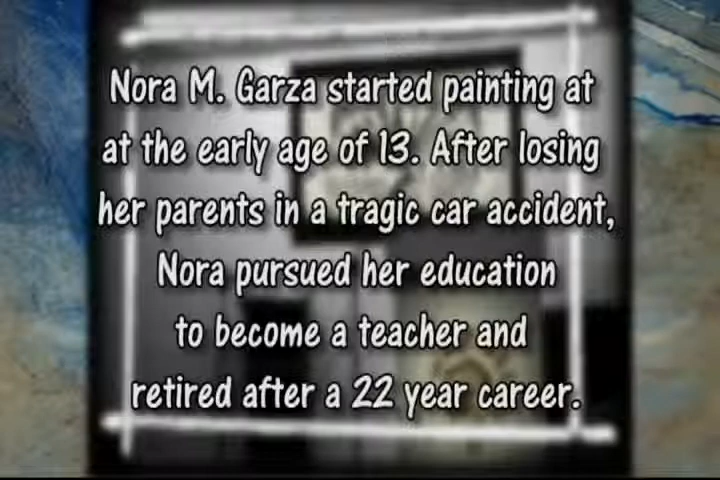 Nora M. Garza started painting at
at the early age of 13. After losing
her parents in a tragic car accident,
Nora pursued her education
to become a teacher and
retired after a 22 year career.